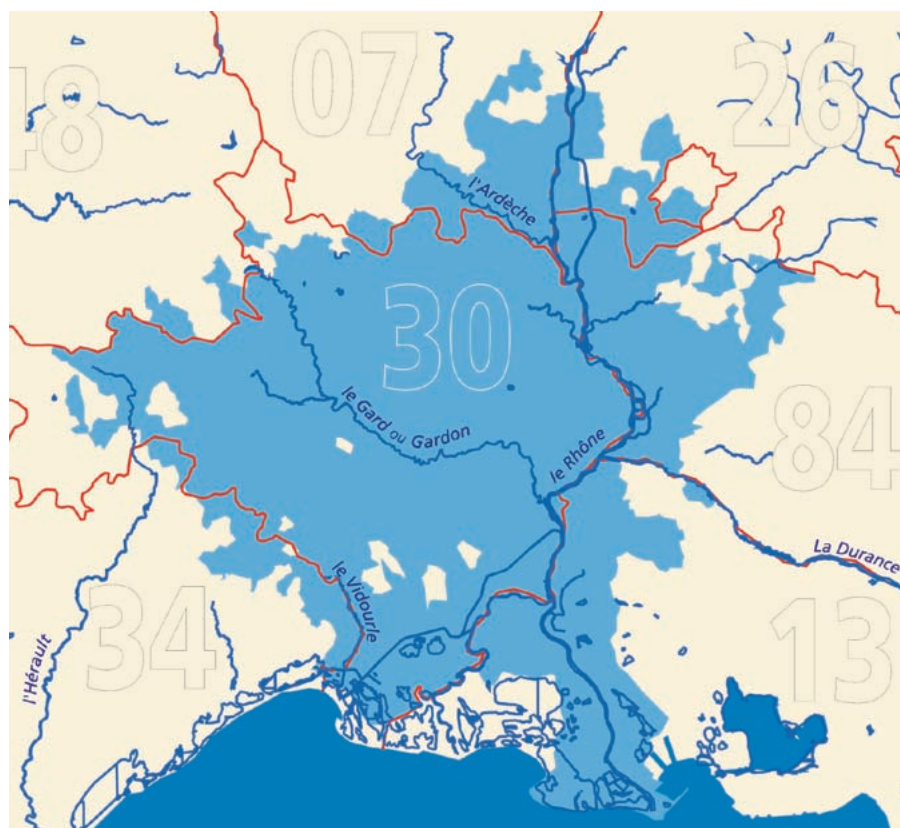 07
26
48
l'Ardèche
30
le Gard ou Gardon
le Rhône
84
La Durance
le Vidourle
34
13
l'Hérault